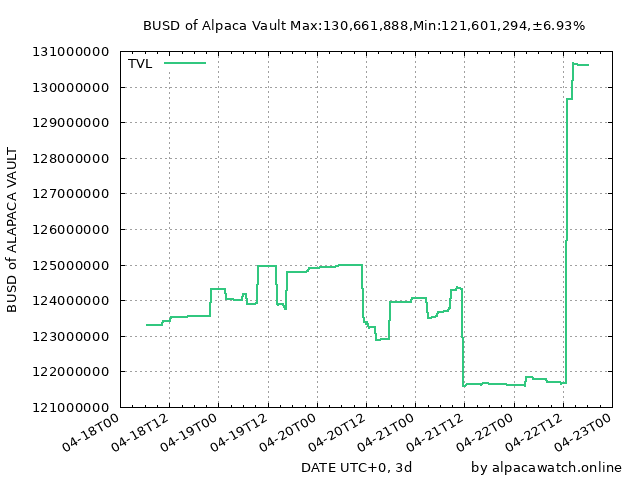 BUSD of Alpaca Vault Max:130,661,888,Min:121,601,294,±6.93%
TVL
131000000
130000000
129000000
128000000
127000000
126000000
125000000
124000000
123000000
122000000
121000000
BUSD of ALAPACA VAULT
04-18T00
04-18T12
04-19T00
04-19T12
04-20T00
04-20T12
04-21T00
04-21T12
04-22T00
04-22T12
04-23T00
DATE UTC+0, 3d
by alpacawatch.online